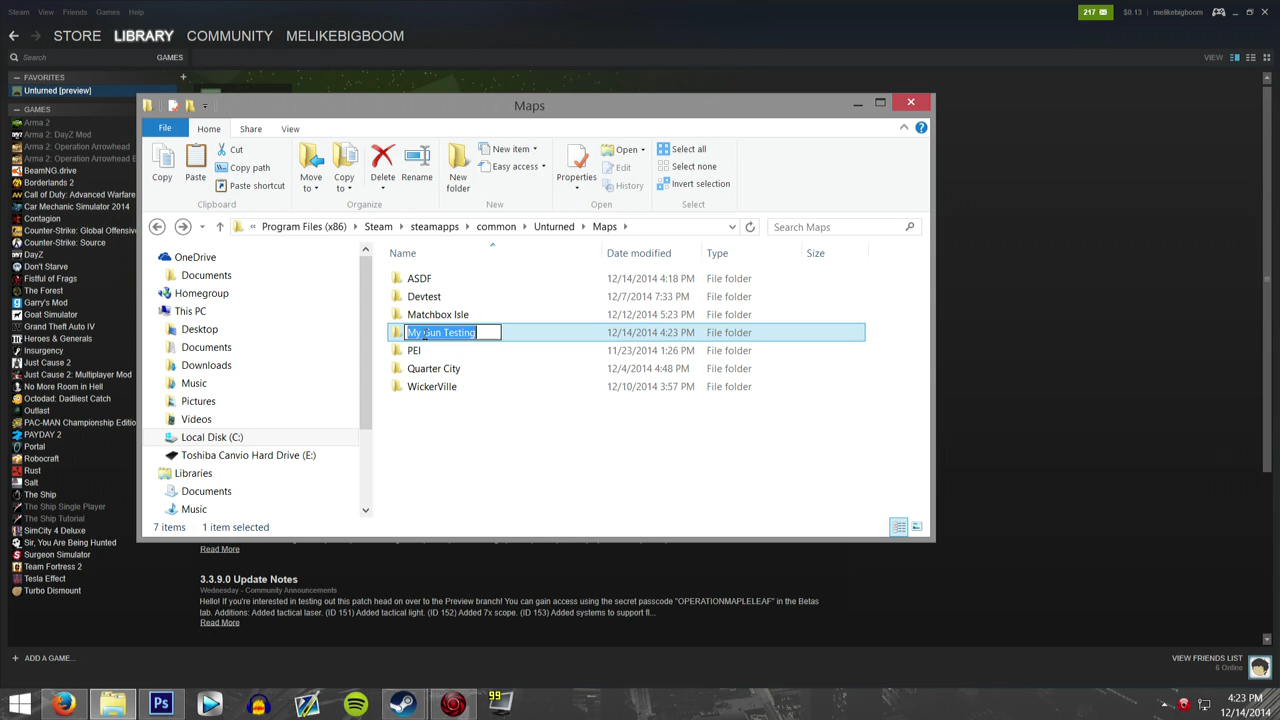 Steam View Friends Games Help
217 $0.13 melikebigboom
STORE LIBRARY COMMUNITY MELIKEBIGBOOM
Search GAMES VIEW
FAVORITES
Unturned [preview]
GAMES
Arma 2
Arma 2: DayZ Mod
Arma 2: Operation Arrowhead
Arma 2: Operation Arrowhead B
BeamNG.drive
Borderlands 2
Call of Duty: Advanced Warfare
Car Mechanic Simulator 2014
Contagion
Counter-Strike: Global Offensive
Counter-Strike: Source
DayZ
Don't Starve
Fistful of Frags
The Forest
Garry's Mod
Goat Simulator
Grand Theft Auto IV
Heroes & Generals
Insurgency
Just Cause 2
Just Cause 2: Multiplayer Mod
No More Room in Hell
Octodad: Dadliest Catch
Outlast
PAC-MAN Championship Editio
PAYDAY 2
Portal
Robocraft
Rust
Salt
The Ship
The Ship Single Player
The Ship Tutorial
SimCity 4 Deluxe
Sir, You Are Being Hunted
Surgeon Simulator
Team Fortress 2
Tesla Effect
Turbo Dismount
ADD A GAME...
Maps
File Home Share View
Copy
Paste
Cut
Copy path
Paste shortcut
Clipboard
Move to
Copy to
Delete
Rename
Organize
New folder
New item
Easy access
New
Properties
Open
Edit
History
Open
Select all
Select none
Invert selection
Select
« Program Files (x86) Steam steamapps common Unturned Maps
Search Maps
OneDrive
Documents
Homegroup
This PC
Desktop
Documents
Downloads
Music
Pictures
Videos
Local Disk (C:)
Toshiba Canvio Hard Drive (E:)
Libraries
Documents
Music
Name Date modified Type Size
ASDF 12/14/2014 4:18 PM File folder
Devtest 12/7/2014 7:33 PM File folder
Matchbox Isle 12/12/2014 5:23 PM File folder
My Gun Testing 12/14/2014 4:23 PM File folder
PEI 11/23/2014 1:26 PM File folder
Quarter City 12/4/2014 4:48 PM File folder
WickerVille 12/10/2014 3:57 PM File folder
7 items 1 item selected
Read More
3.3.9.0 Update Notes
Wednesday - Community Announcements
Hello! If you're interested in testing out this patch head on over to the Preview branch! You can gain access using the secret passcode "OPERATIONMAPLELEAF" in the Betas
tab. Additions: Added tactical laser. (ID 151) Added tactical light. (ID 152) Added 7x scope. (ID 153) Added systems to support fl...
Read More
VIEW FRIENDS LIST
6 Online
Ps
99
4:23 PM
12/14/2014